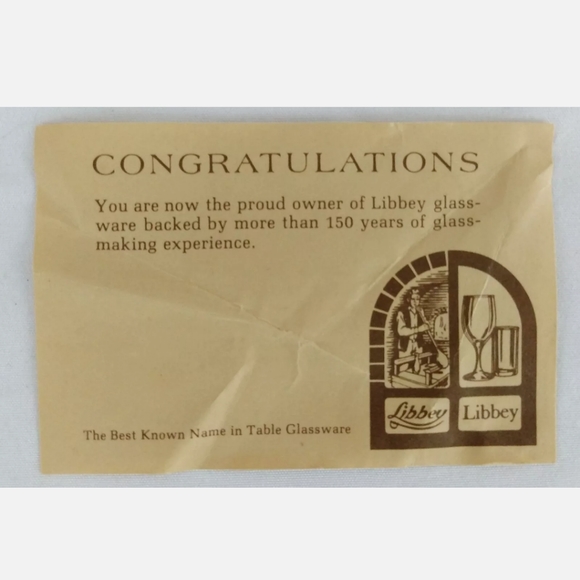 CONGRATULATIONS
You are now the proud owner of Libbey glass-
ware backed by more than 150 years of glass-
making experience.
Libbey Libbey
The Best Known Name in Table Glassware